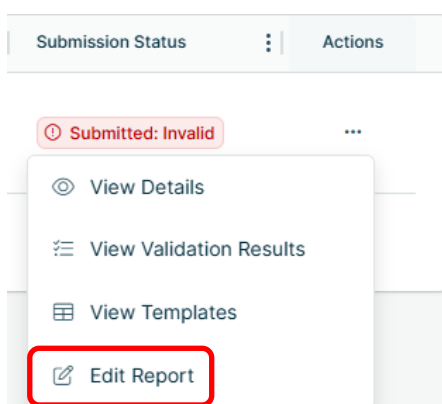 Submission Status
Actions
Submitted: Invalid
View Details
View Validation Results
View Templates
Edit Report